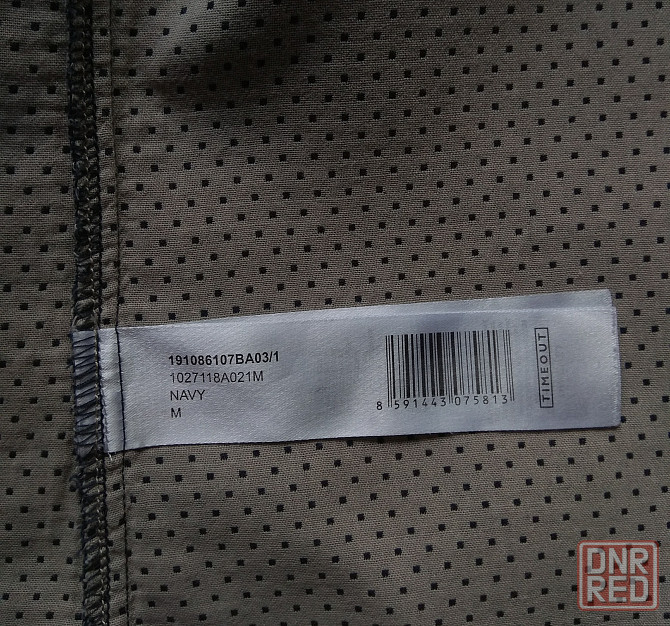 191086107BA03/1
1027118A021M
NAVY
M
8 591443 075813
TIMEOUT
DNR
RED